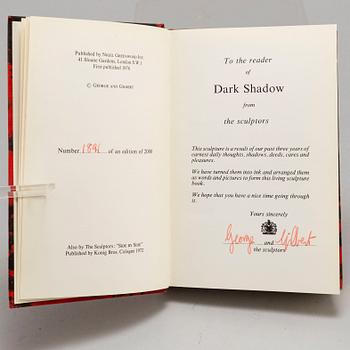 Published by NIGEL GREENWOOD INC
41 Sloane Gardens, London S W 1
First published 1976
© GEORGE AND GILBERT
Number 1891 of an edition of 2000
Also by The Sculptors: "Side by Side"
Published by Konig Bros, Cologne 1972
To the reader
of
Dark Shadow
from
the sculptors
This sculpture is a result of our past three years of
earnest daily thoughts, shadows, deeds, cares and
pleasures.
We have turned them into ink and arranged them
as words and pictures to form this living sculpture
book.
We hope that you have a nice time going through
it.
Yours sincerely
George and Gilbert
the sculptors